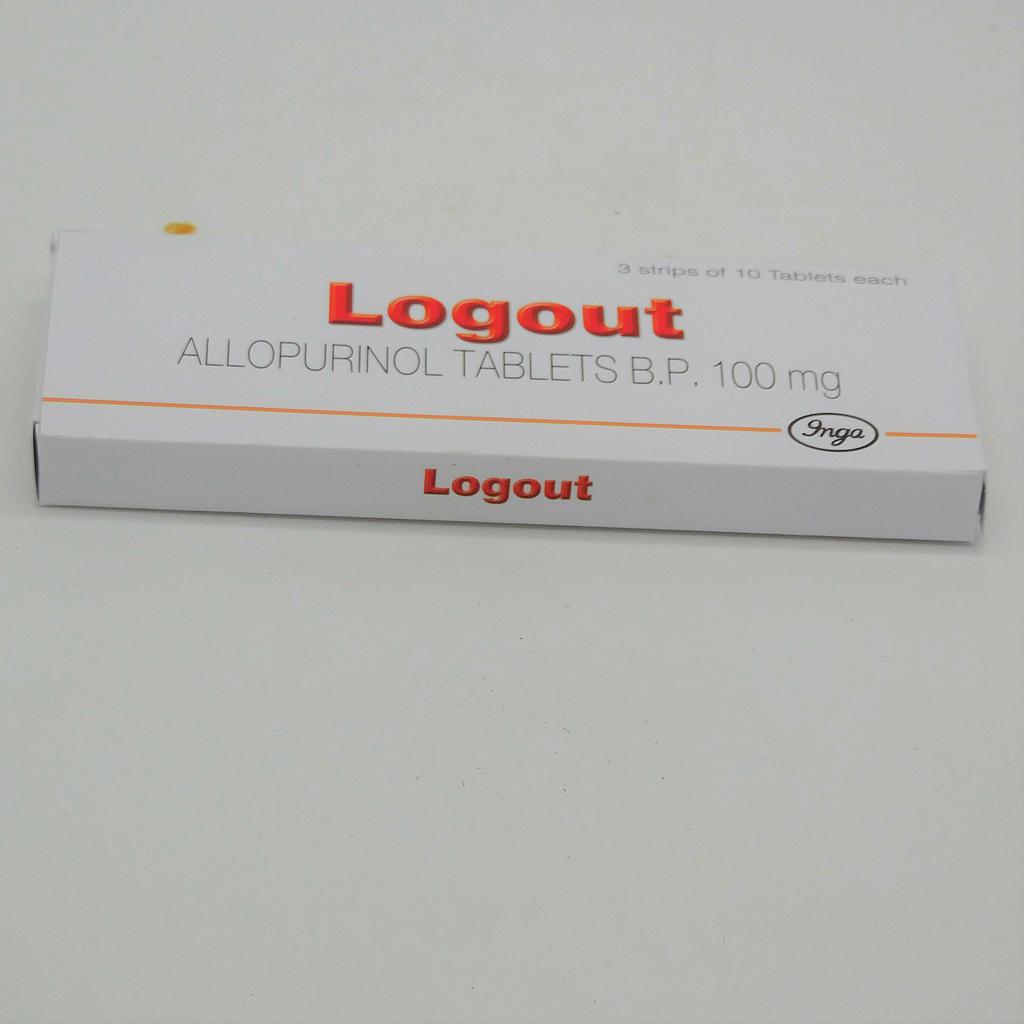 3 strips of 10 Tablets each
Logout
ALLOPURINOL TABLETS B.P. 100 mg
Inga
Logout